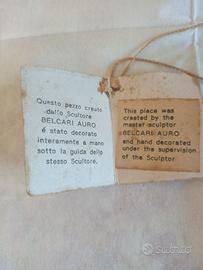 Questo pezzo creato
dallo Scultore
BELCARI AURO
é stato decorato
interamente a mano
sotto la guida dello
stesso Scultore.
This piece was
created by the
master sculptor
BELCARI AURO
and hand decorated
under the supervision
of the Sculptor
Subito